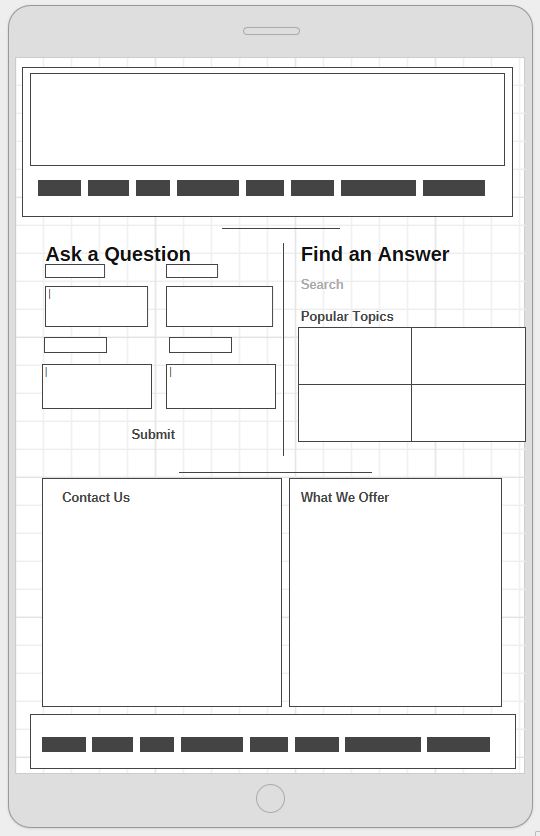 Ask a Question
Find an Answer
Search
Popular Topics
Submit
Contact Us
What We Offer